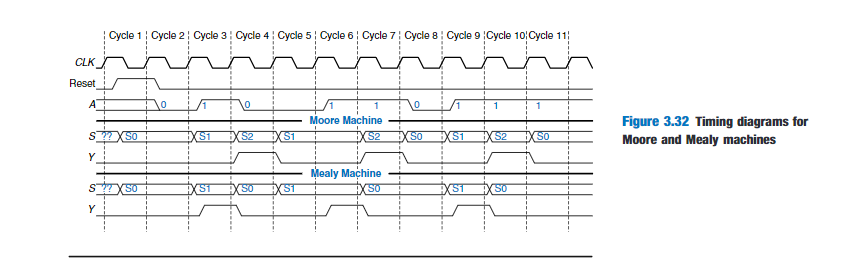 Cycle 1 Cycle 2 Cycle 3 Cycle 4 Cycle 5 Cycle 6 Cycle 7 Cycle 8 Cycle 9 Cycle 10 Cycle 11
CLK
Reset
A 0 1 0 1 1 0 1 1 1
Moore Machine
S ?? S0 S1 S2 S1 S2 S0 S1 S2 S0
Y
Mealy Machine
S ?? S0 S1 S0 S1 S0 S1 S0
Y
Figure 3.32 Timing diagrams for
Moore and Mealy machines